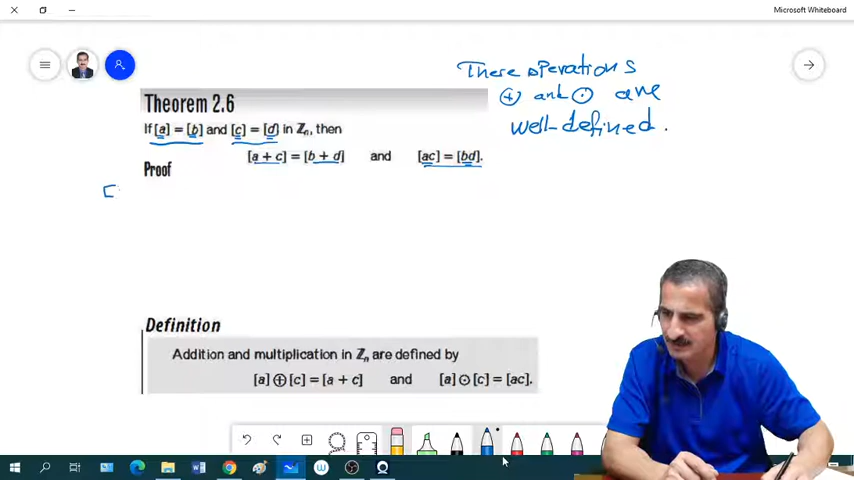 Microsoft Whiteboard
There operations
⊕ and ⊙ are
well-defined.
Theorem 2.6
If [a] = [b] and [c] = [d] in ℤn, then
[a + c] = [b + d] and [ac] = [bd].
Proof
[
Definition
Addition and multiplication in ℤn are defined by
[a] ⊕ [c] = [a + c] and [a] ⊙ [c] = [ac].